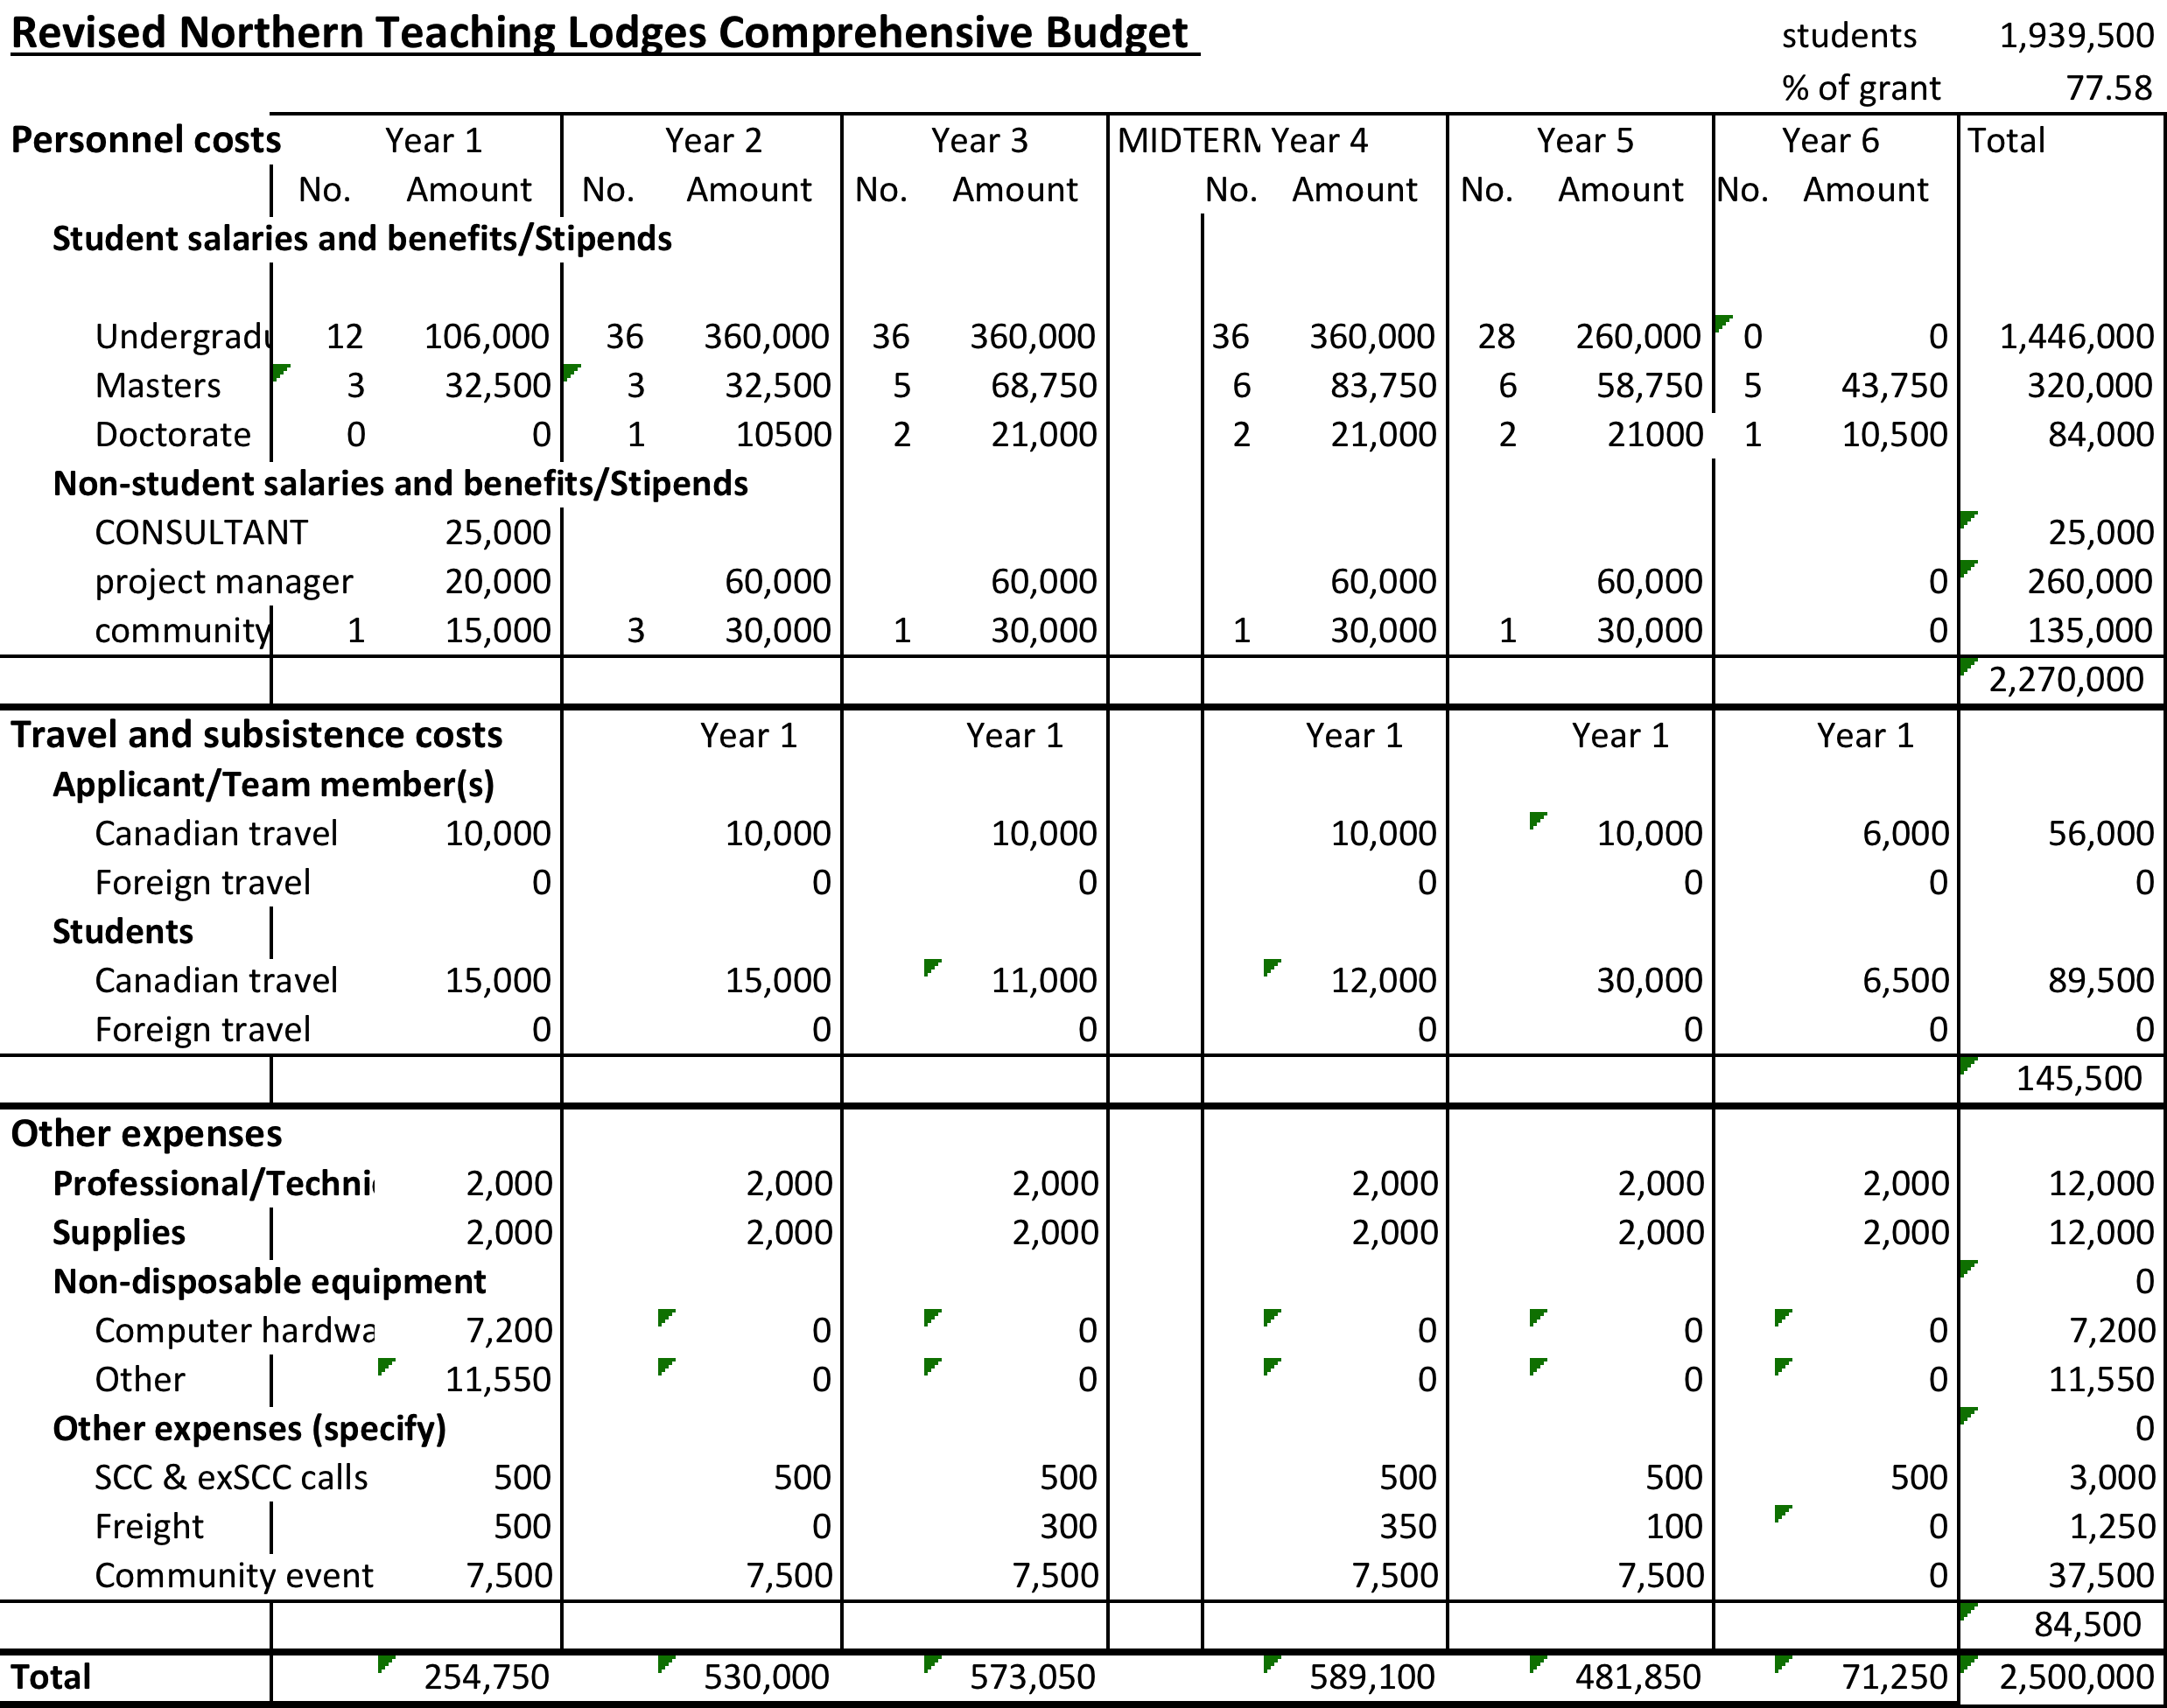 Revised Northern Teaching Lodges Comprehensive Budget students 1,939,500
% of grant 77.58
Personnel costs Year 1 Year 2 Year 3 MIDTERM Year 4 Year 5 Year 6 Total
No. Amount No. Amount No. Amount No. Amount No. Amount No. Amount
Student salaries and benefits/Stipends
Undergradu 12 106,000 36 360,000 36 360,000 36 360,000 28 260,000 0 0 1,446,000
Masters 3 32,500 3 32,500 5 68,750 6 83,750 6 58,750 5 43,750 320,000
Doctorate 0 0 1 10500 2 21,000 2 21,000 2 21000 1 10,500 84,000
Non-student salaries and benefits/Stipends
CONSULTANT 25,000 25,000
project manager 20,000 60,000 60,000 60,000 60,000 0 260,000
community 1 15,000 3 30,000 1 30,000 1 30,000 1 30,000 0 135,000
2,270,000
Travel and subsistence costs Year 1 Year 1 Year 1 Year 1 Year 1
Applicant/Team member(s)
Canadian travel 10,000 10,000 10,000 10,000 10,000 6,000 56,000
Foreign travel 0 0 0 0 0 0 0
Students
Canadian travel 15,000 15,000 11,000 12,000 30,000 6,500 89,500
Foreign travel 0 0 0 0 0 0 0
145,500
Other expenses
Professional/Technic 2,000 2,000 2,000 2,000 2,000 2,000 12,000
Supplies 2,000 2,000 2,000 2,000 2,000 2,000 12,000
Non-disposable equipment 0
Computer hardwa 7,200 0 0 0 0 0 7,200
Other 11,550 0 0 0 0 0 11,550
Other expenses (specify) 0
SCC & exSCC calls 500 500 500 500 500 500 3,000
Freight 500 0 300 350 100 0 1,250
Community event 7,500 7,500 7,500 7,500 7,500 0 37,500
84,500
Total 254,750 530,000 573,050 589,100 481,850 71,250 2,500,000